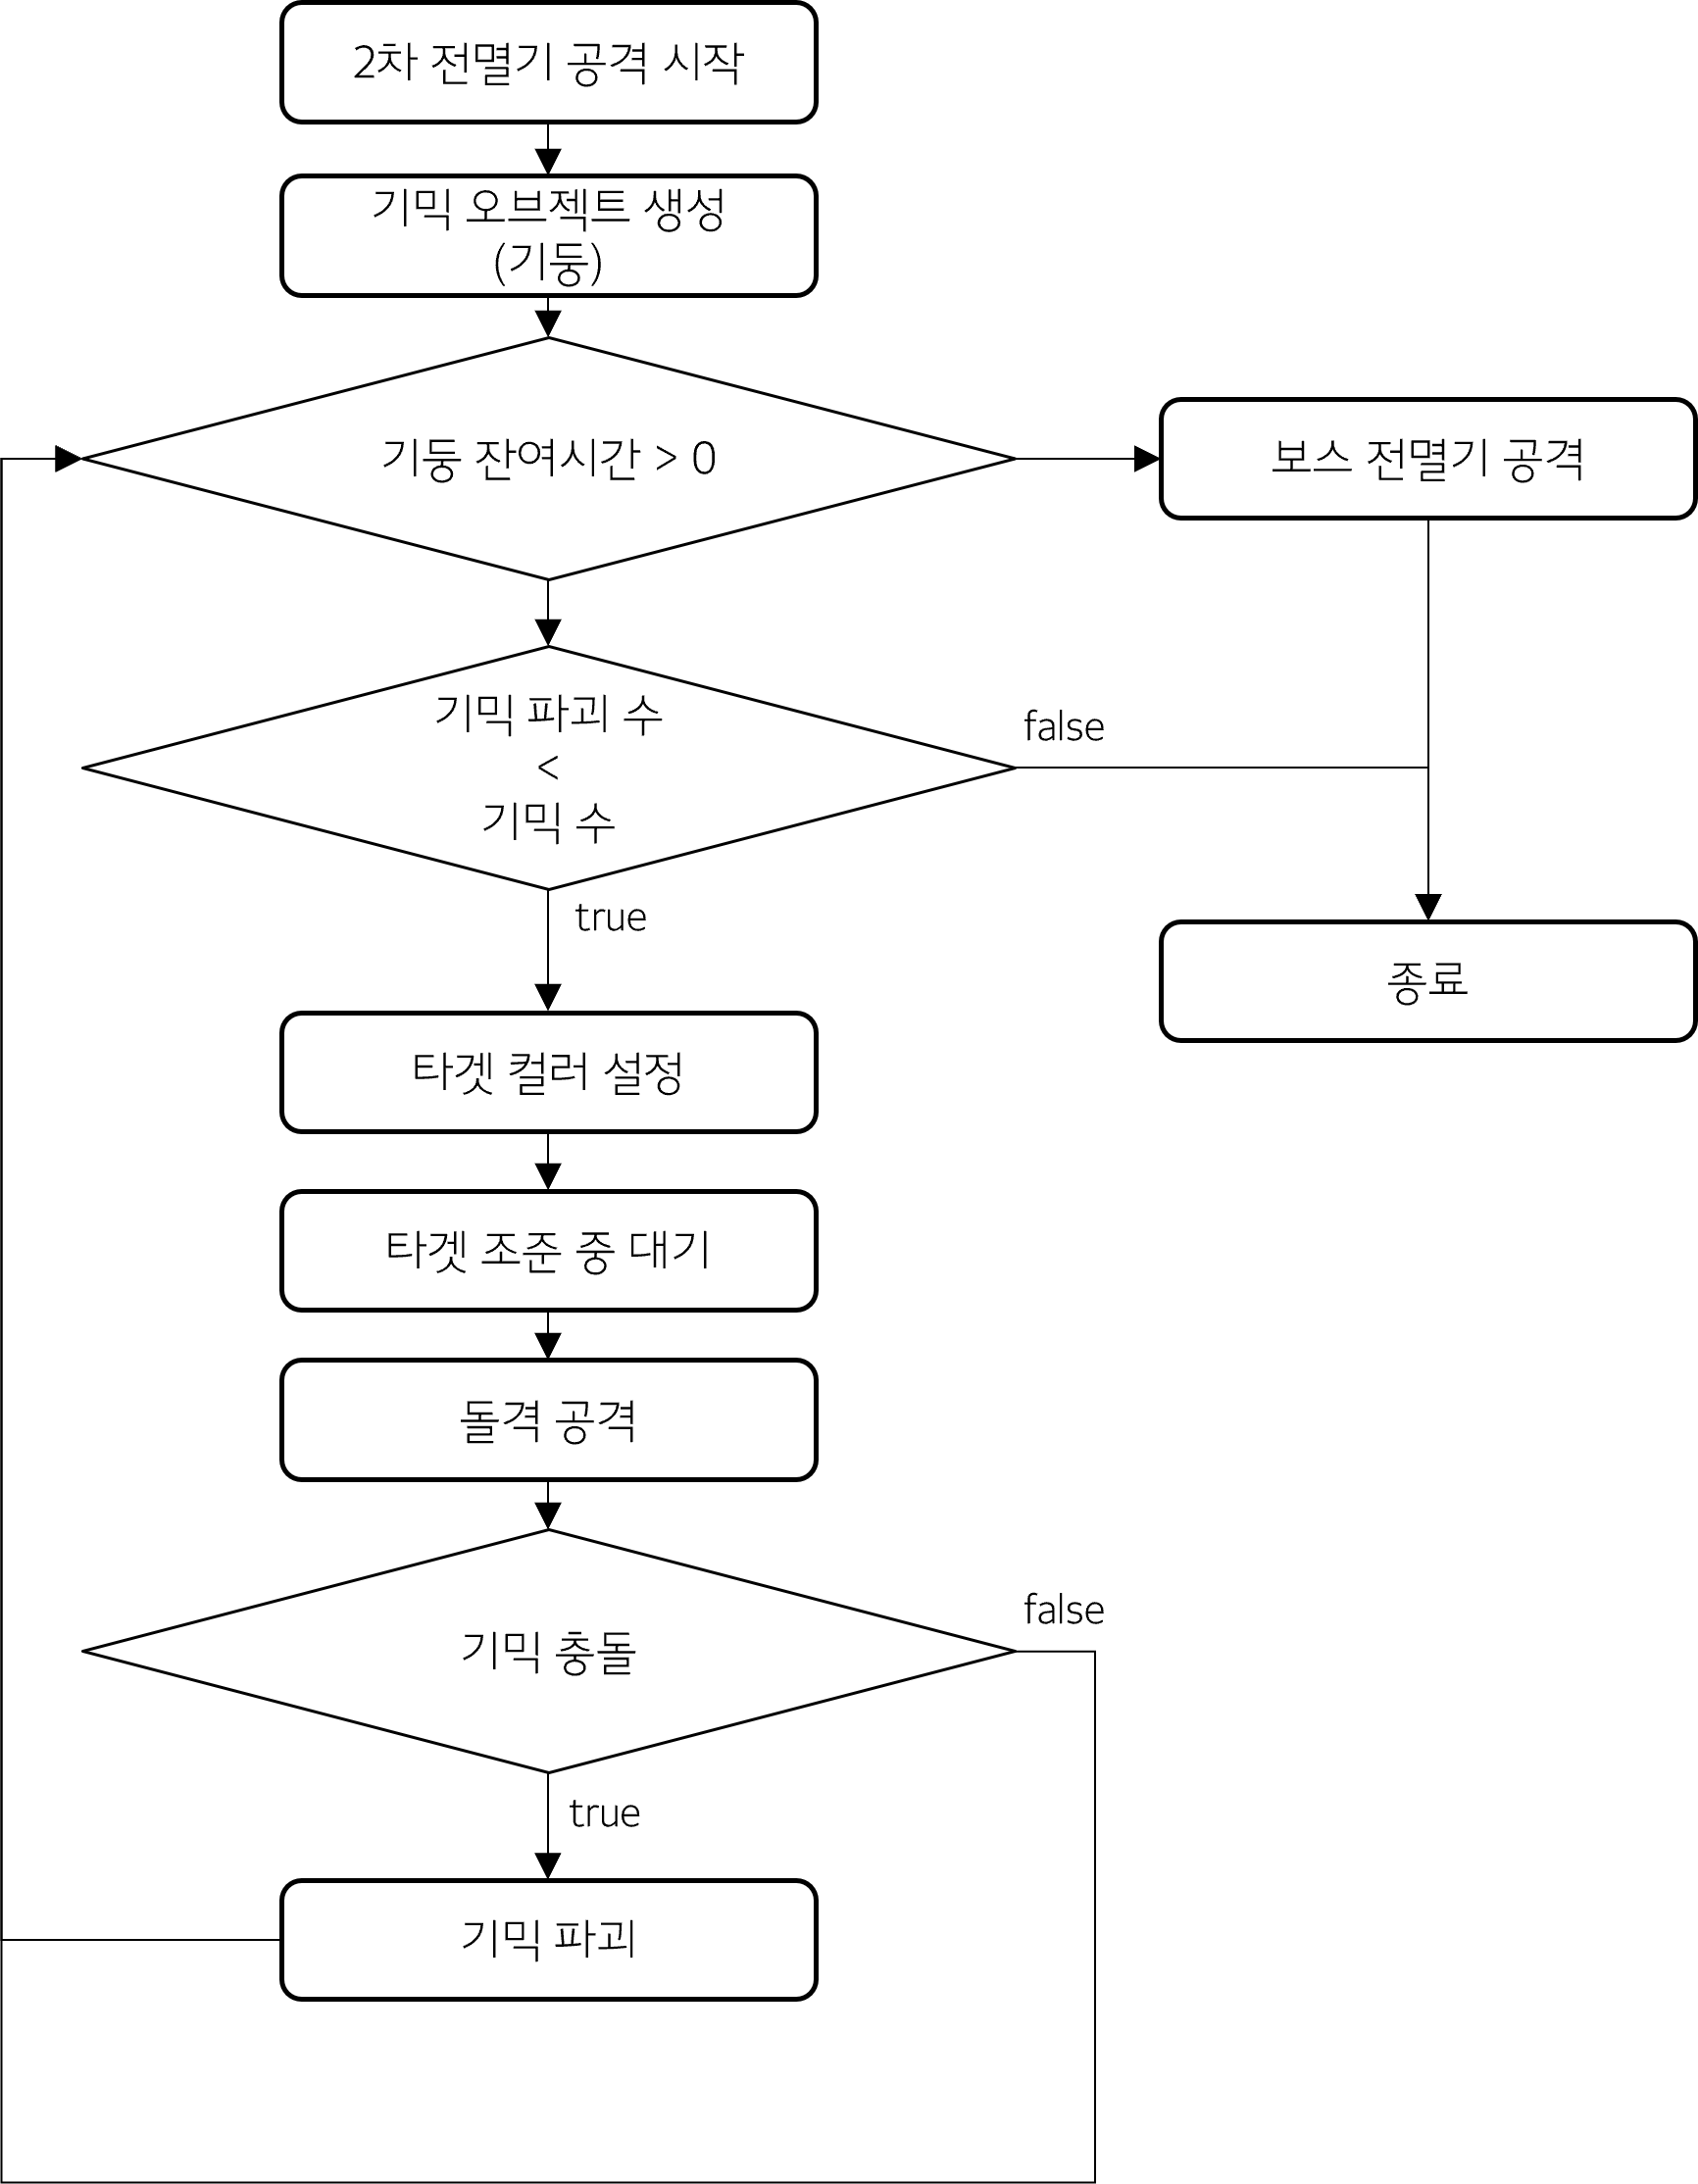 2차 전멸기 공격 시작
기믹 오브젝트 생성
(기둥)
기둥 잔여시간 > 0
보스 전멸기 공격
기믹 파괴 수
<
기믹 수
false
true
종료
타겟 컬러 설정
타겟 조준 중 대기
돌격 공격
기믹 충돌
false
true
기믹 파괴